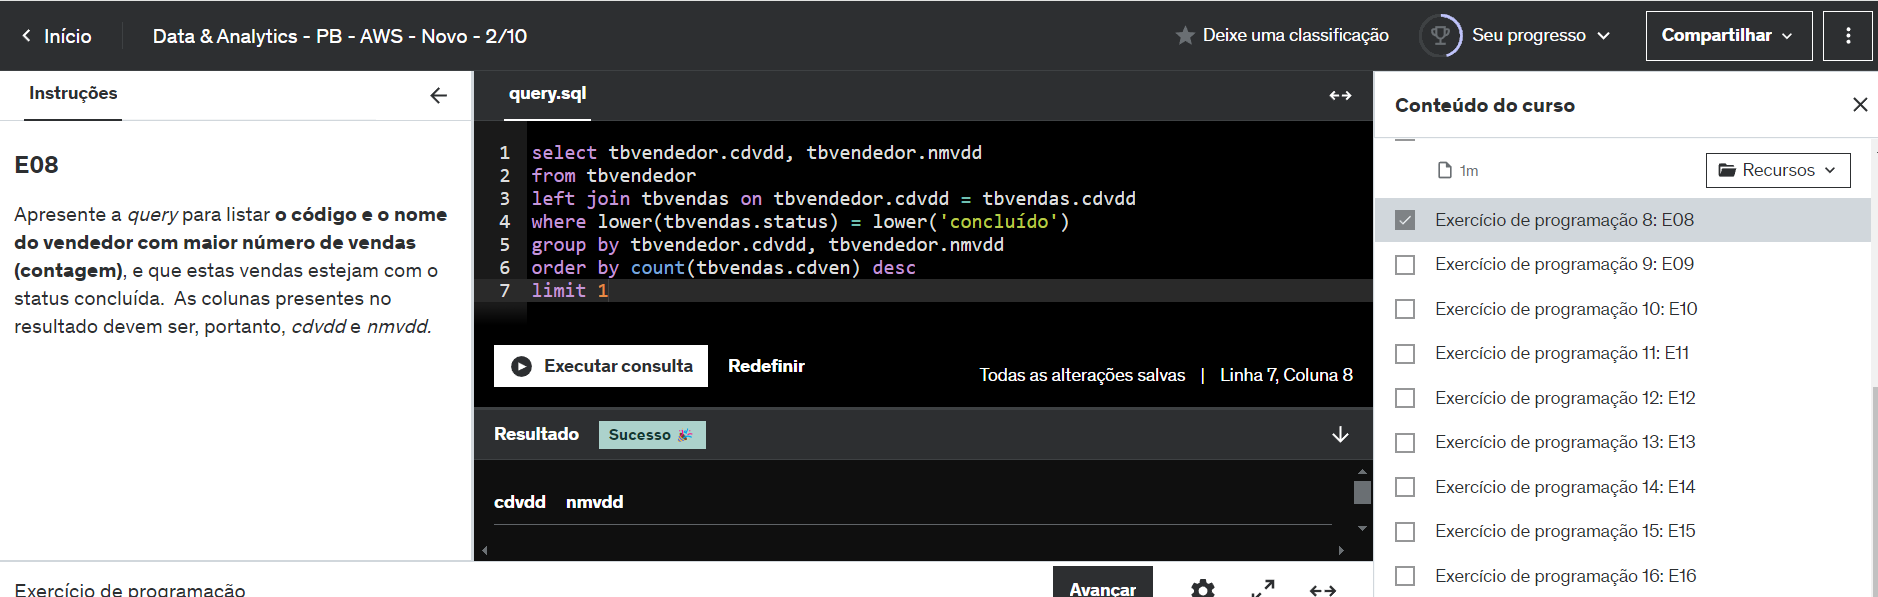 Início
Data & Analytics - PB - AWS - Novo - 2/10
Deixe uma classificação
Seu progresso
Compartilhar
Instruções
E08
Apresente a query para listar o código e o nome
do vendedor com maior número de vendas
(contagem), e que estas vendas estejam com o
status concluída. As colunas presentes no
resultado devem ser, portanto, cdvdd e nmvdd.
Exercício de programação
query.sql
1 select tbvendedor.cdvdd, tbvendedor.nmvdd
2 from tbvendedor
3 left join tbvendas on tbvendedor.cdvdd = tbvendas.cdvdd
4 where lower(tbvendas.status) = lower('concluído')
5 group by tbvendedor.cdvdd, tbvendedor.nmvdd
6 order by count(tbvendas.cdven) desc
7 limit 1
Executar consulta
Redefinir
Todas as alterações salvas | Linha 7, Coluna 8
Resultado
Sucesso
cdvdd nmvdd
Avançar
Conteúdo do curso
1m
Recursos
Exercício de programação 8: E08
Exercício de programação 9: E09
Exercício de programação 10: E10
Exercício de programação 11: E11
Exercício de programação 12: E12
Exercício de programação 13: E13
Exercício de programação 14: E14
Exercício de programação 15: E15
Exercício de programação 16: E16